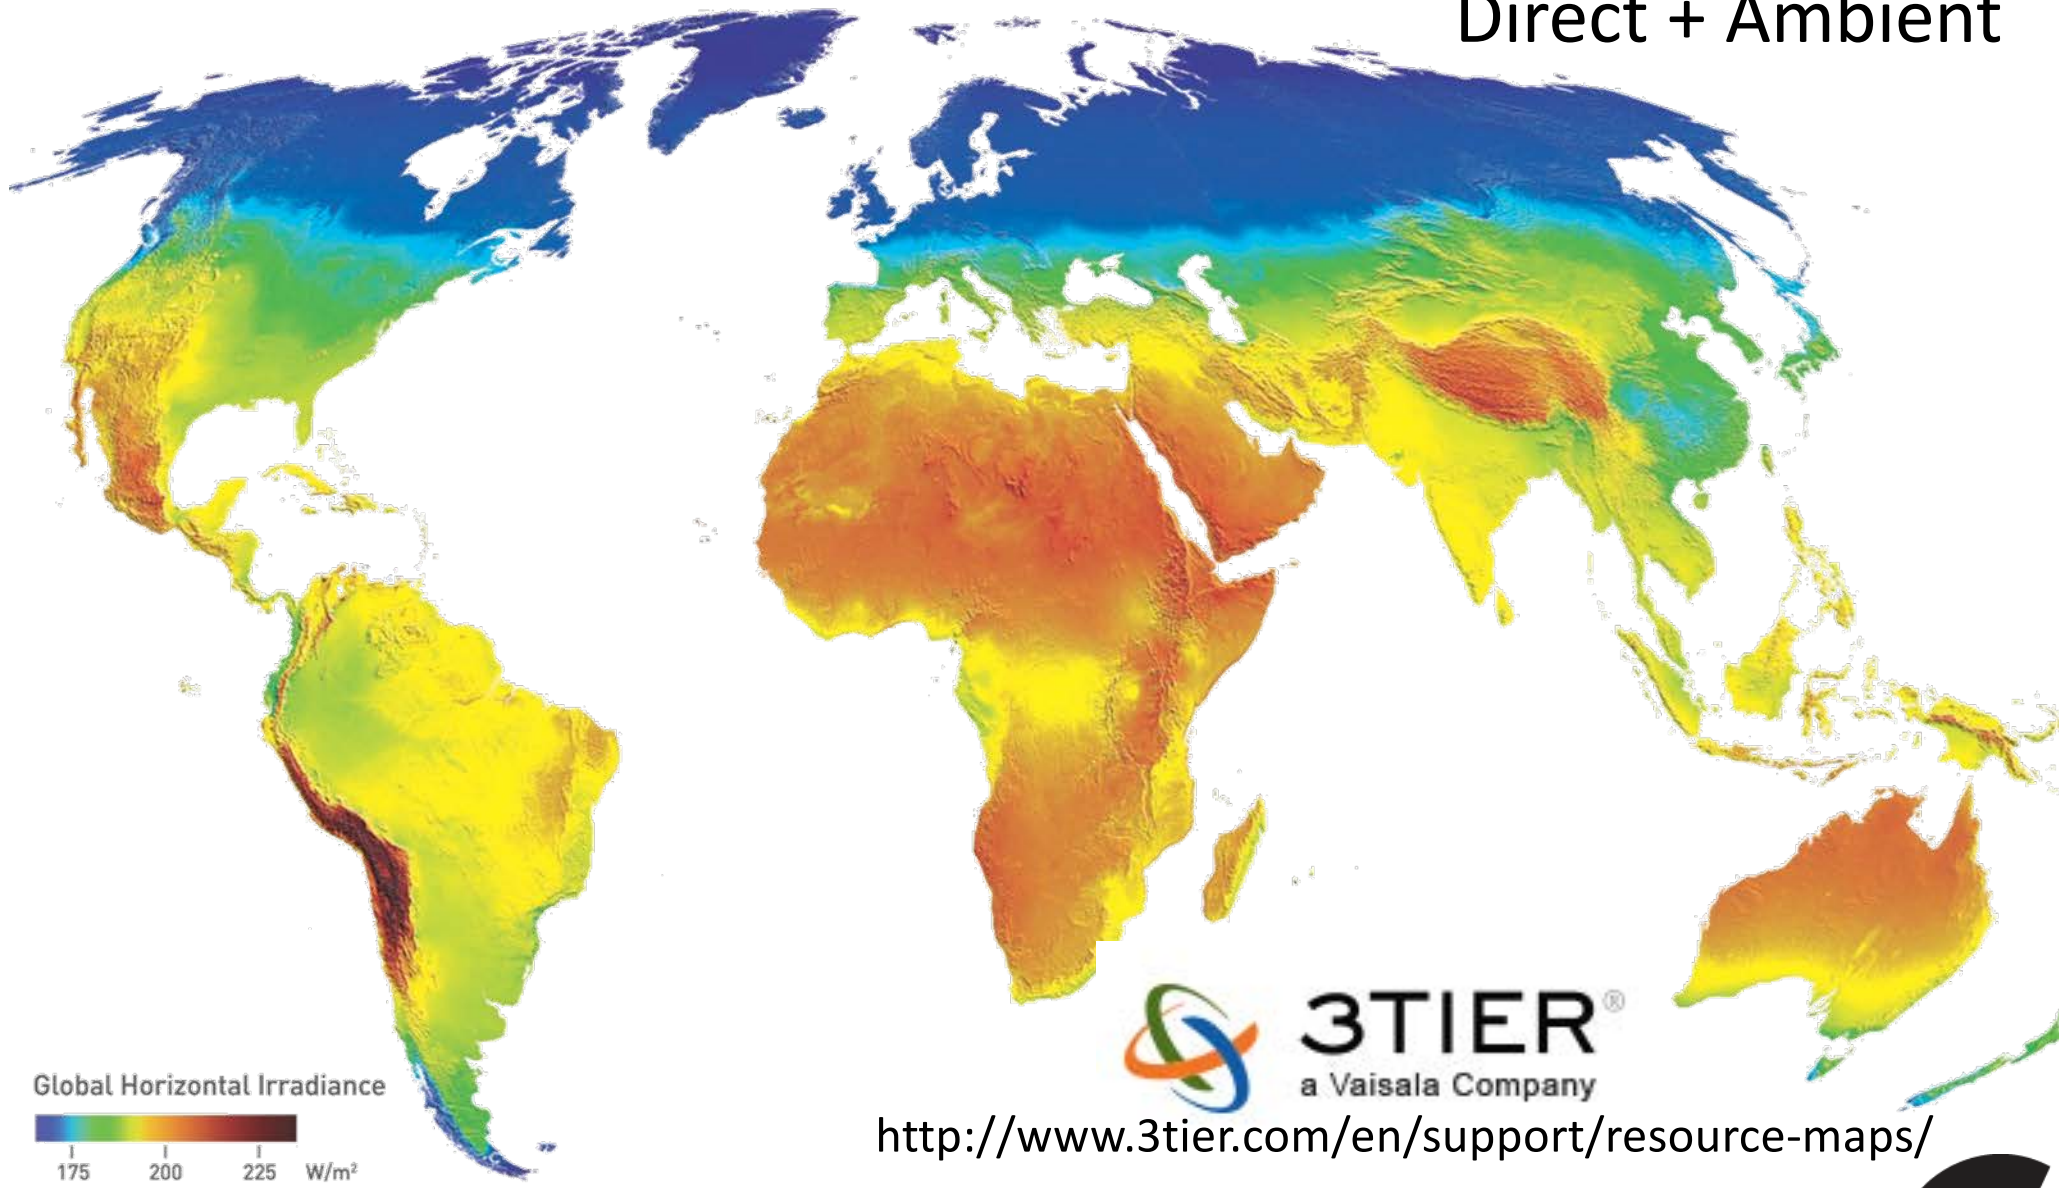 Direct + Ambient
3TIER®
a Vaisala Company
Global Horizontal Irradiance
175 200 225 W/m²
http://www.3tier.com/en/support/resource-maps/